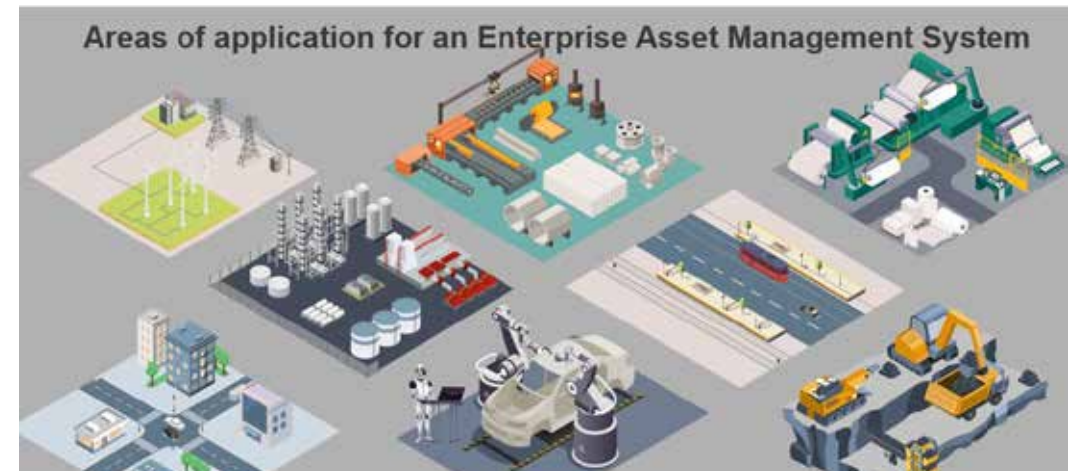 Areas of application for an Enterprise Asset Management System